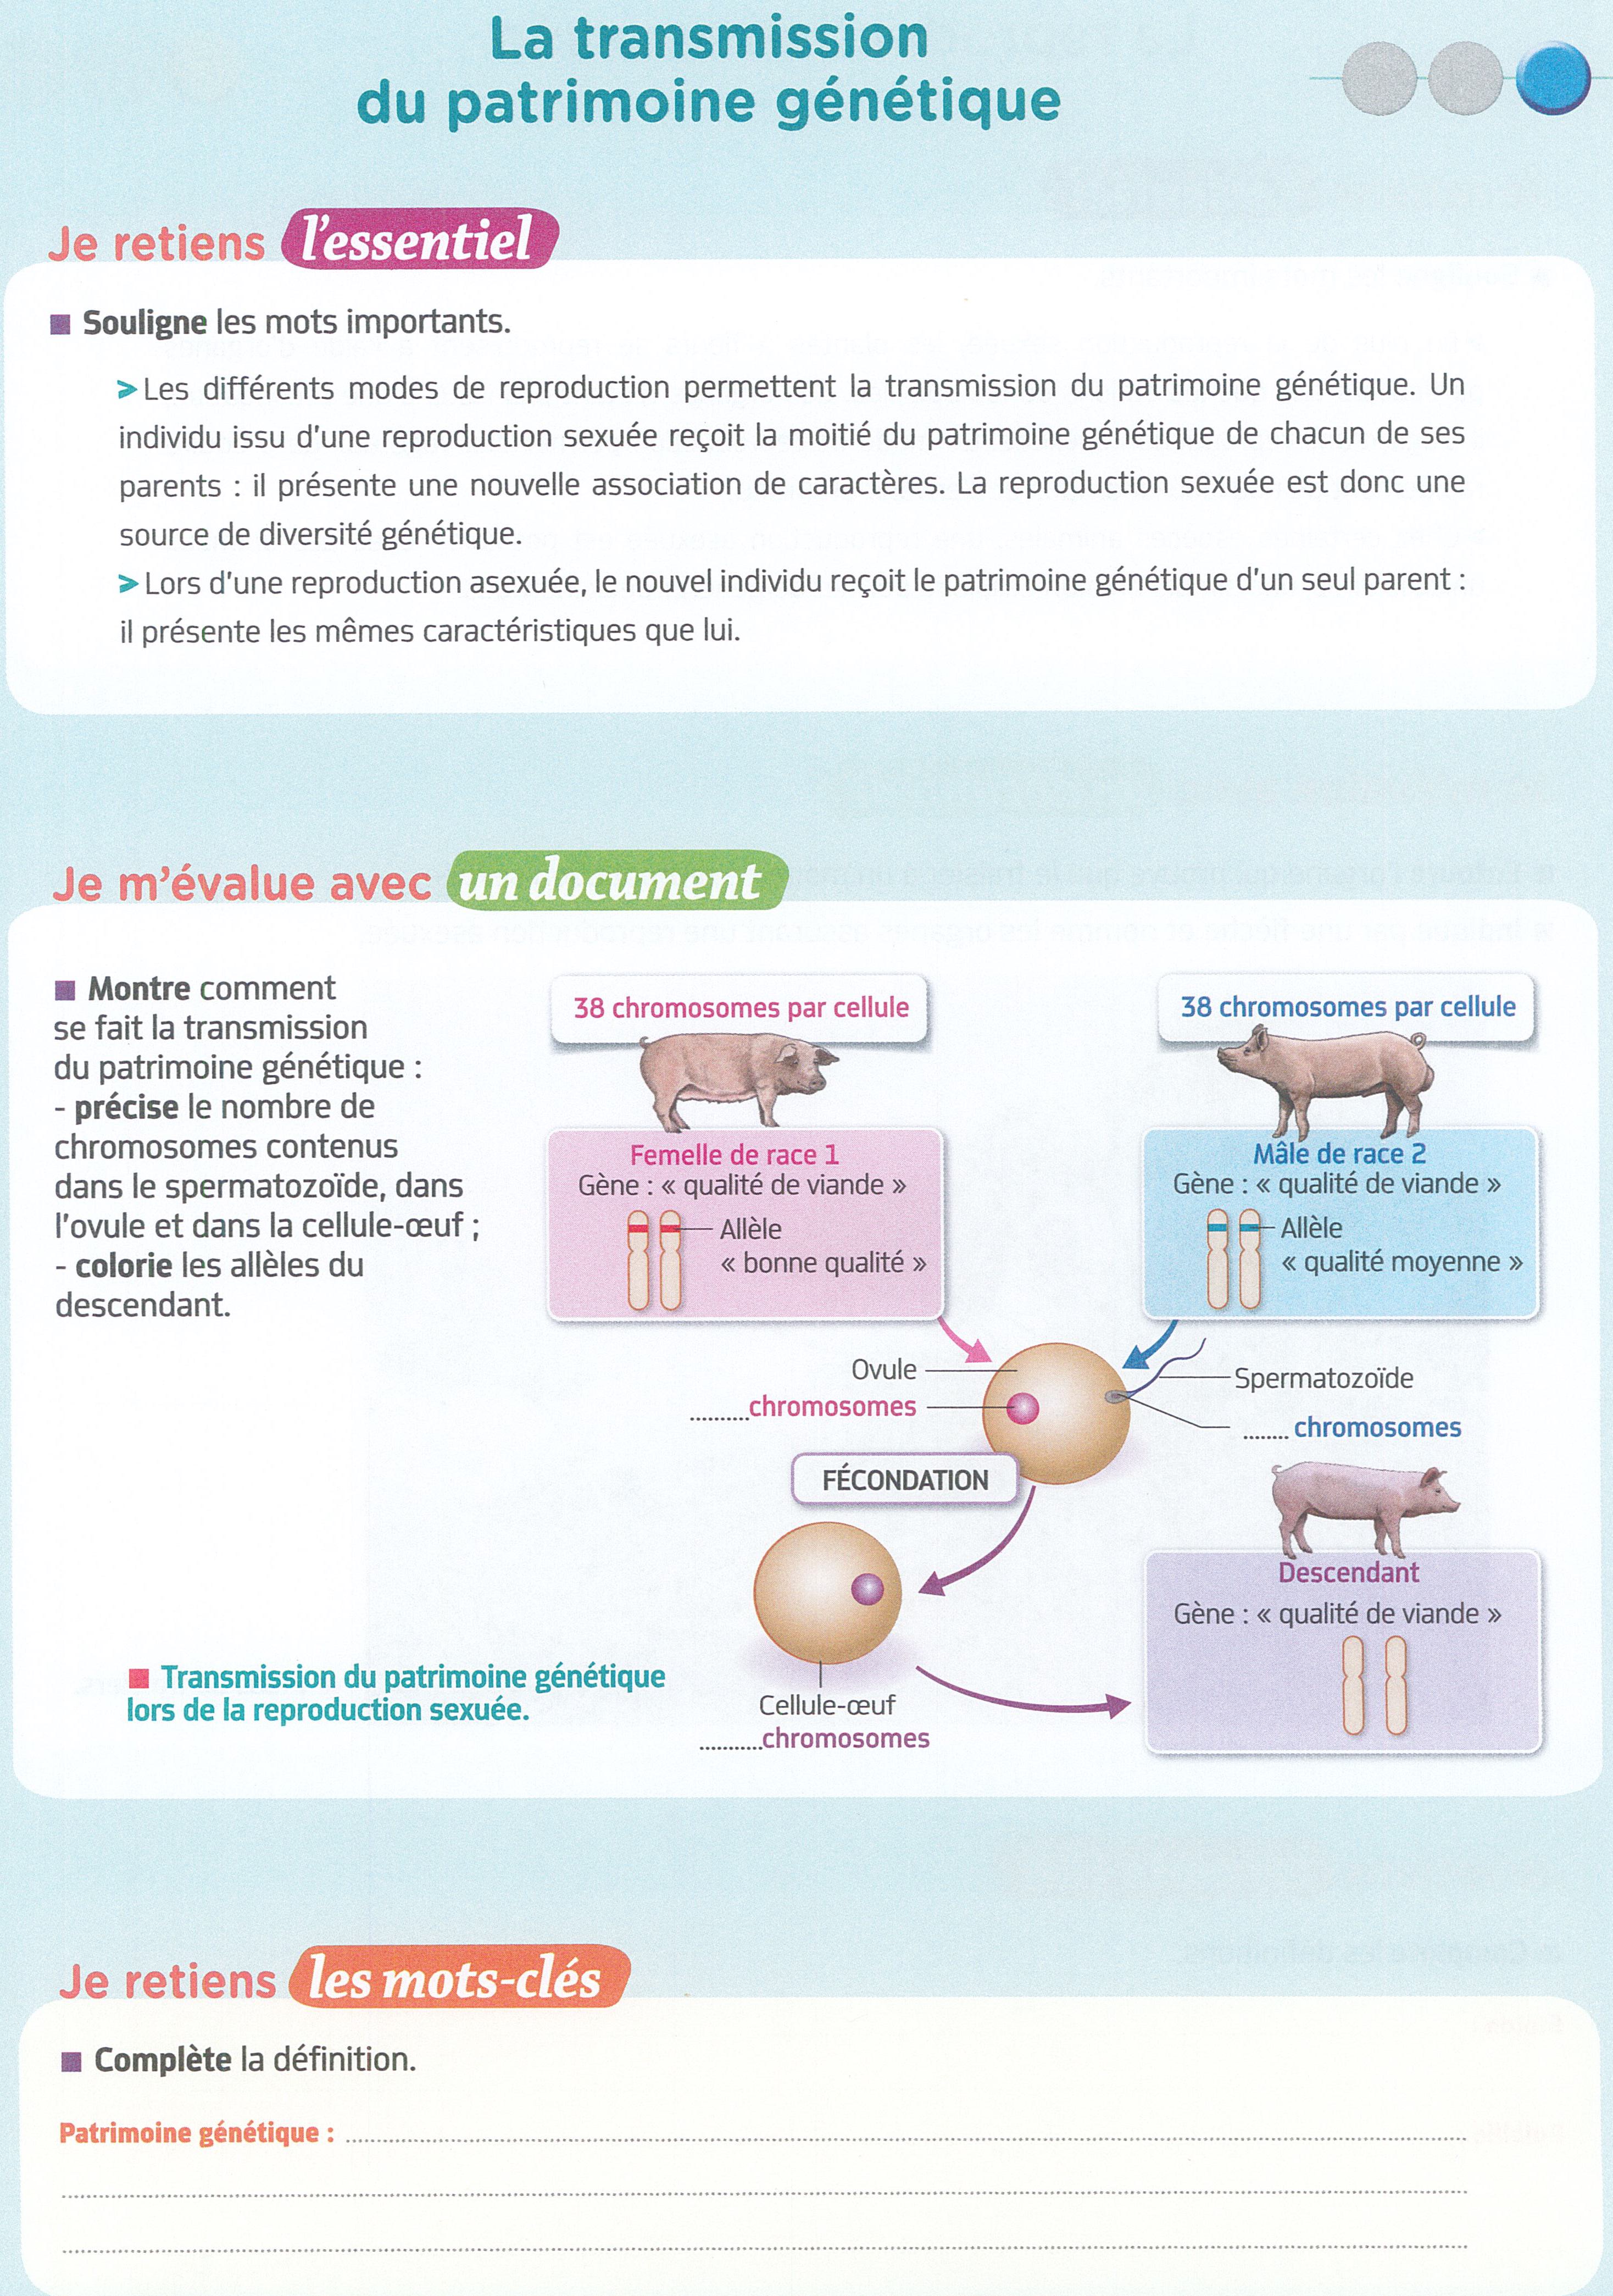 La transmission
du patrimoine génétique
Je retiens l'essentiel
■ Souligne les mots importants.
> Les différents modes de reproduction permettent la transmission du patrimoine génétique. Un
individu issu d'une reproduction sexuée reçoit la moitié du patrimoine génétique de chacun de ses
parents : il présente une nouvelle association de caractères. La reproduction sexuée est donc une
source de diversité génétique.
> Lors d'une reproduction asexuée, le nouvel individu reçoit le patrimoine génétique d'un seul parent :
il présente les mêmes caractéristiques que lui.
Je m'évalue avec un document
■ Montre comment
se fait la transmission
du patrimoine génétique :
- précise le nombre de
chromosomes contenus
dans le spermatozoïde, dans
l'ovule et dans la cellule-œuf ;
- colorie les allèles du
descendant.
38 chromosomes par cellule
Femelle de race 1
Gène : « qualité de viande »
Allèle
« bonne qualité »
38 chromosomes par cellule
Mâle de race 2
Gène : « qualité de viande »
Allèle
« qualité moyenne »
Ovule
..........chromosomes
Spermatozoïde
........ chromosomes
FÉCONDATION
Descendant
Gène : « qualité de viande »
Cellule-œuf
...........chromosomes
■ Transmission du patrimoine génétique
lors de la reproduction sexuée.
Je retiens les mots-clés
■ Complète la définition.
Patrimoine génétique :